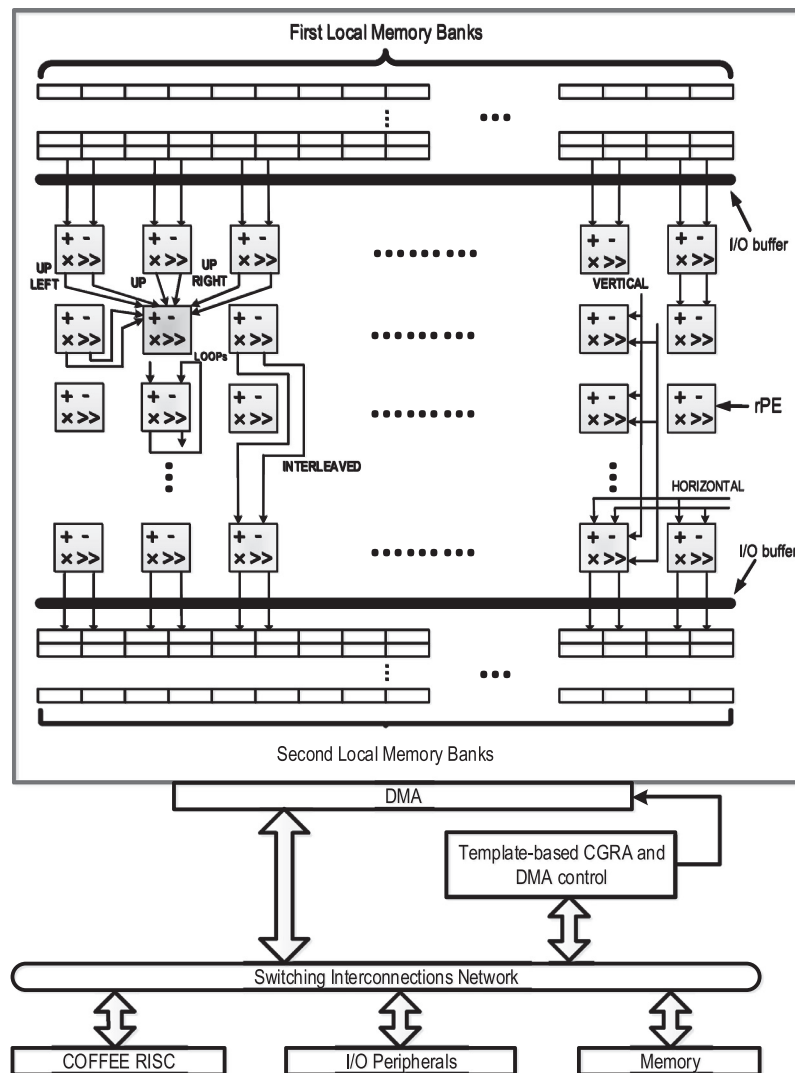 First Local Memory Banks
I/O buffer
+ -
× >>
+ -
× >>
+ -
× >>
+ -
× >>
+ -
× >>
UP
LEFT
UP
UP
RIGHT
VERTICAL
+ -
× >>
+ -
× >>
+ -
× >>
+ -
× >>
+ -
× >>
LOOPs
+ -
× >>
+ -
× >>
+ -
× >>
+ -
× >>
+ -
× >>
rPE
INTERLEAVED
HORIZONTAL
+ -
× >>
+ -
× >>
+ -
× >>
+ -
× >>
+ -
× >>
I/O buffer
Second Local Memory Banks
DMA
Template-based CGRA and
DMA control
Switching Interconnections Network
COFFEE RISC
I/O Peripherals
Memory